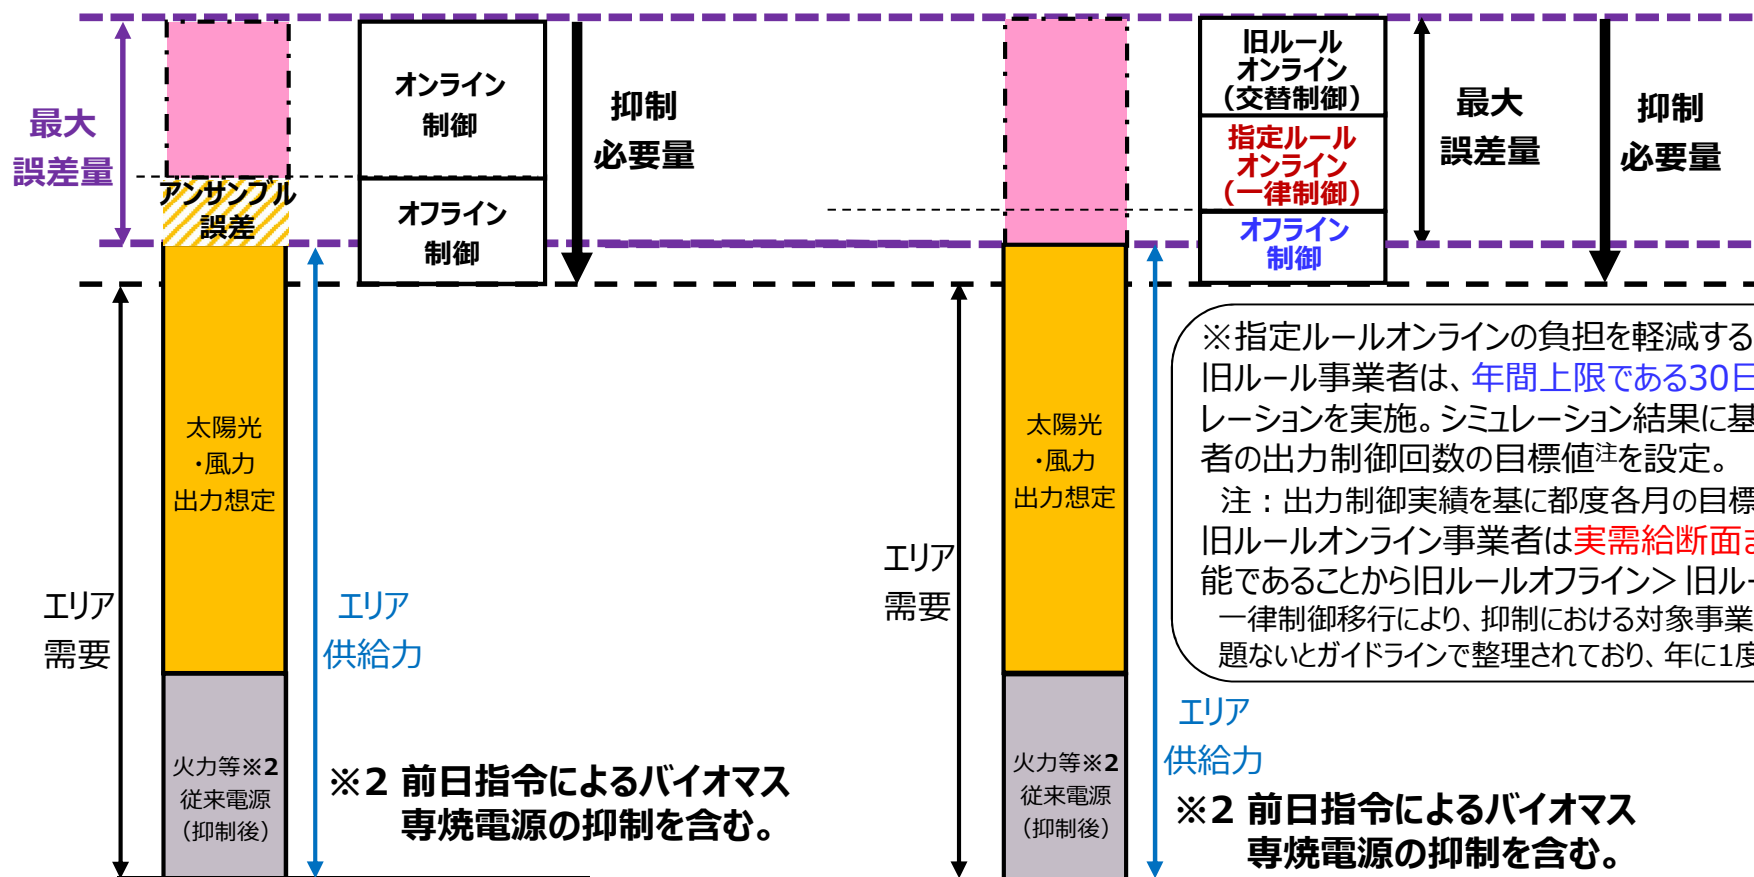 最大
誤差量
アンサンブル
誤差
オンライン
制御
オフライン
制御
抑制
必要量
太陽光
・風力
出力想定
エリア
需要
エリア
供給力
火力等※2
従来電源
（抑制後）
※2 前日指令によるバイオマス
専焼電源の抑制を含む。
旧ルール
オンライン
（交替制御）
指定ルール
オンライン
（一律制御）
オフライン
制御
最大
誤差量
抑制
必要量
太陽光
・風力
出力想定
エリア
需要
エリア
供給力
火力等※2
従来電源
（抑制後）
※指定ルールオンラインの負担を軽減する
旧ルール事業者は、年間上限である30日
レーションを実施。シミュレーション結果に基
者の出力制御回数の目標値注を設定。
注：出力制御実績を基に都度各月の目標
旧ルールオンライン事業者は実需給断面ま
能であることから旧ルールオフライン＞旧ルー
一律制御移行により、抑制における対象事業
題ないとガイドラインで整理されており、年に1度
※2 前日指令によるバイオマス
専焼電源の抑制を含む。